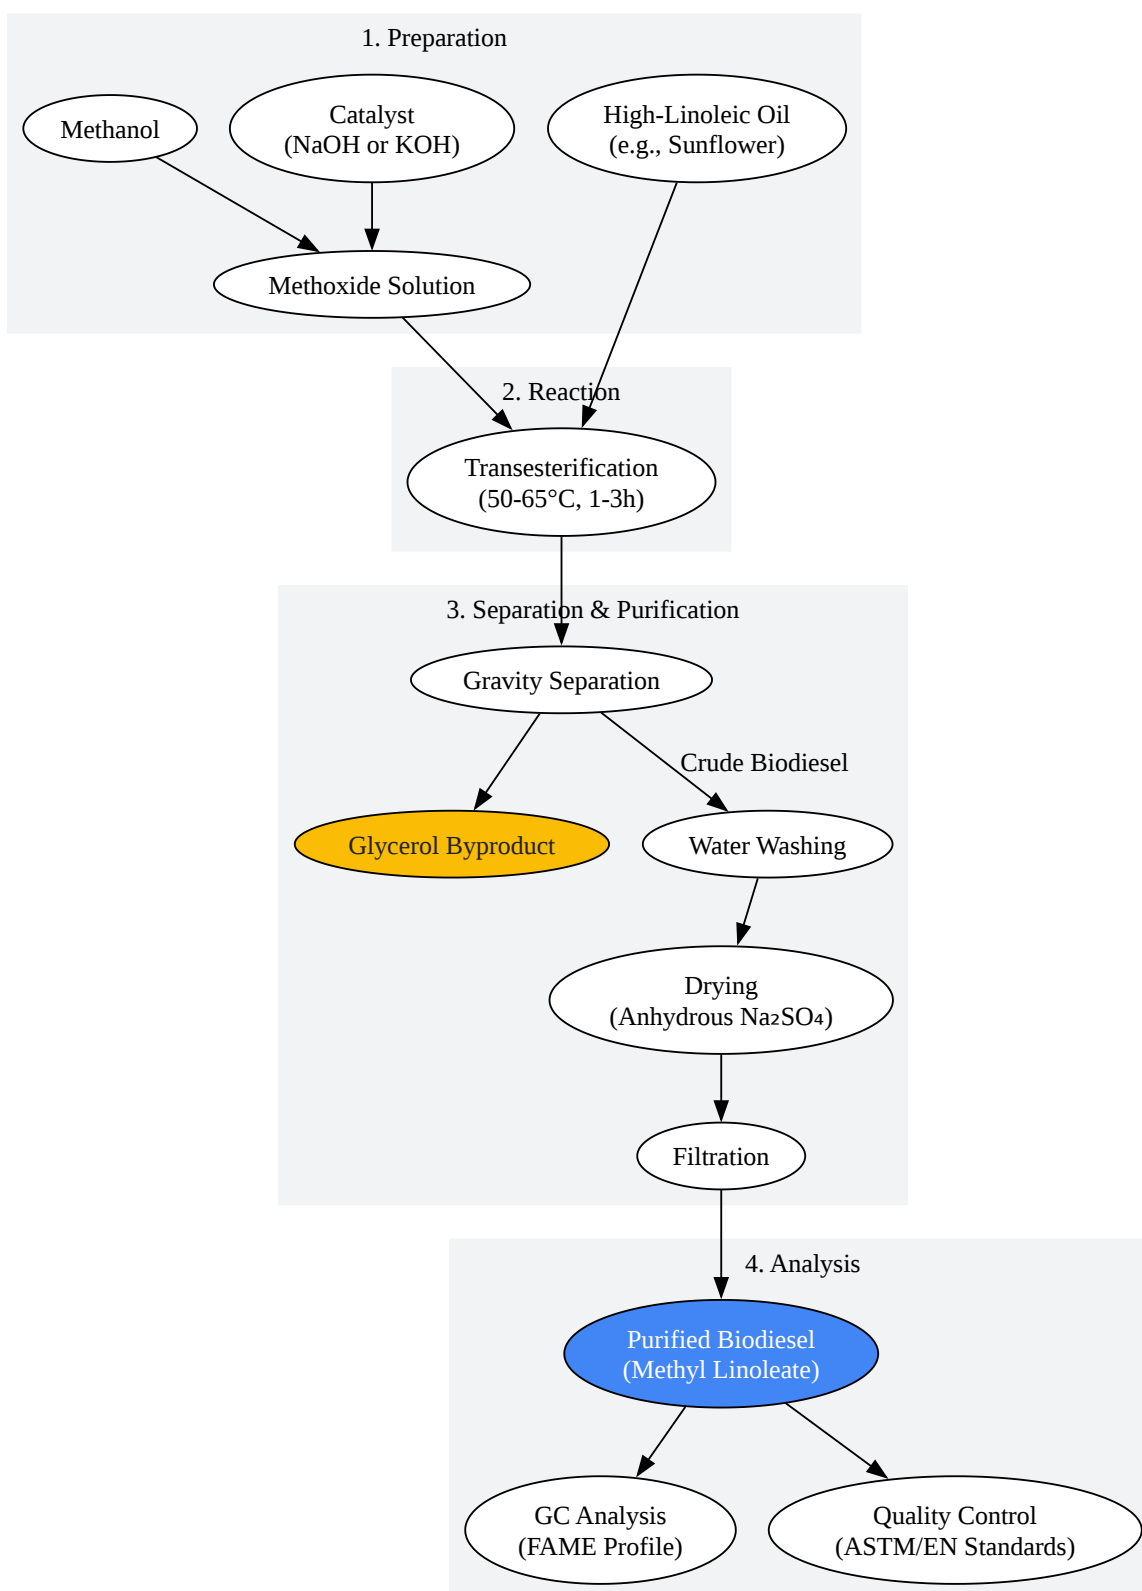 1. Preparation
Methanol
Catalyst
(NaOH or KOH)
High-Linoleic Oil
(e.g., Sunflower)
Methoxide Solution
2. Reaction
Transesterification
(50-65°C, 1-3h)
3. Separation & Purification
Gravity Separation
Crude Biodiesel
Glycerol Byproduct
Water Washing
Drying
(Anhydrous Na₂SO₄)
Filtration
4. Analysis
Purified Biodiesel
(Methyl Linoleate)
GC Analysis
(FAME Profile)
Quality Control
(ASTM/EN Standards)